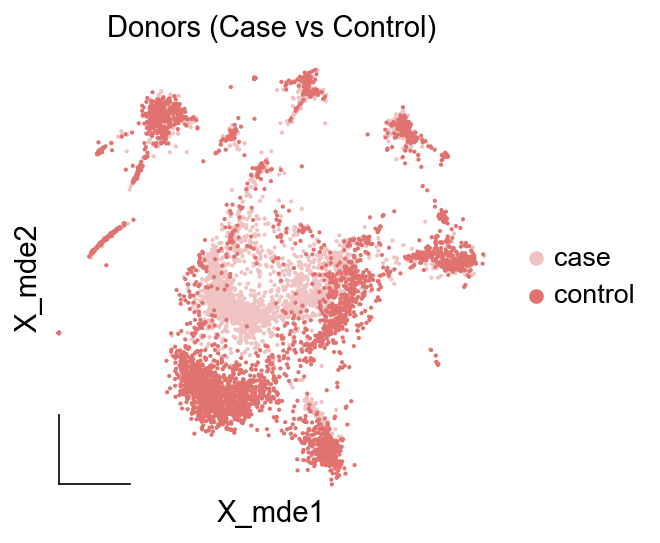 Donors (Case vs Control)
X_mde2
case
control
X_mde1